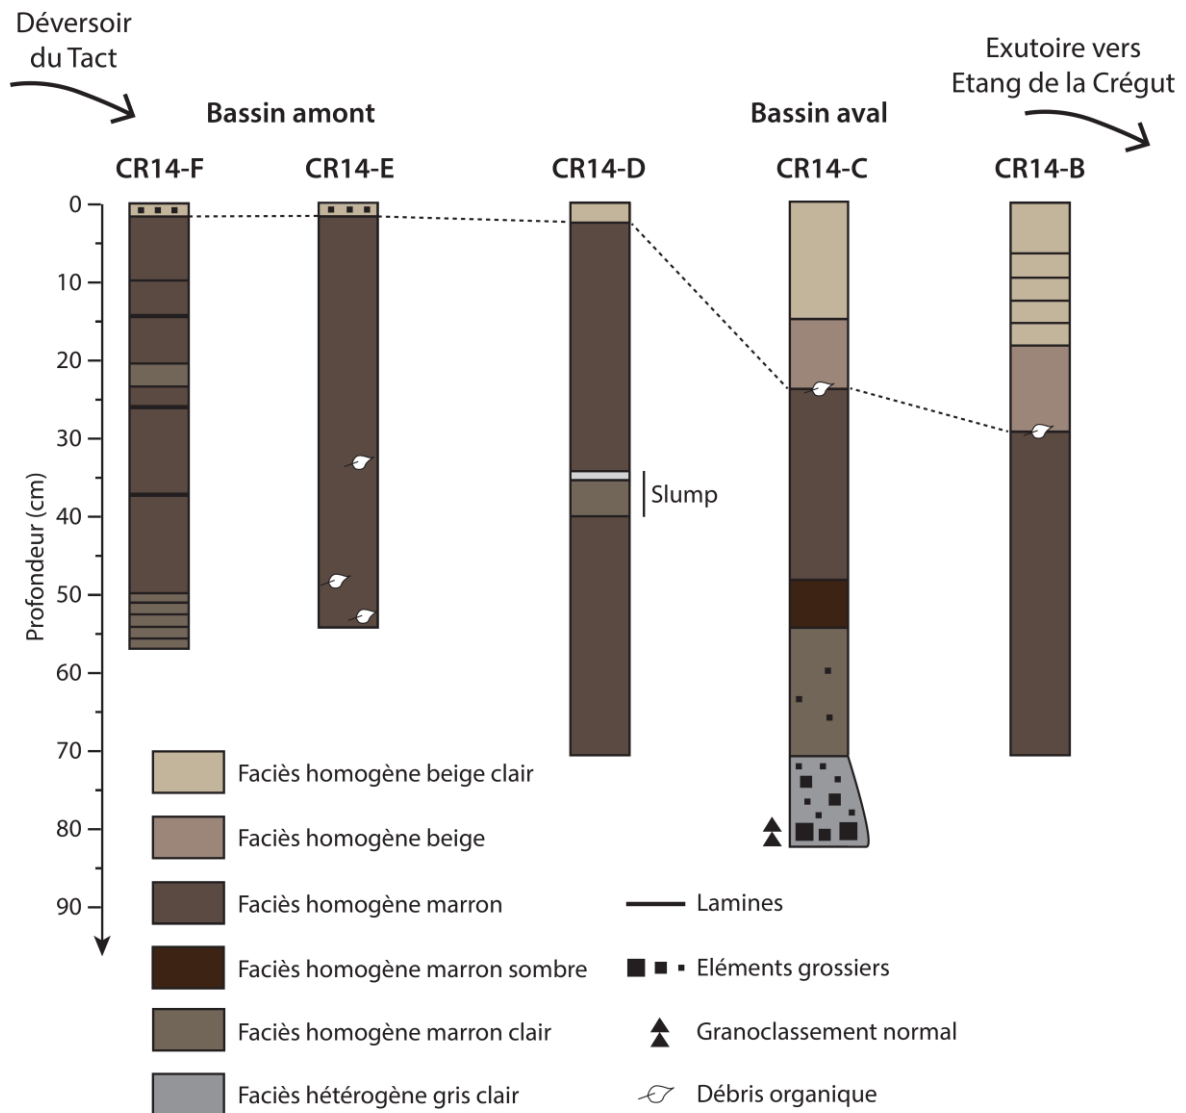 Déversoir
du Tact
Exutoire vers
Etang de la Crégut
Bassin amont
Bassin aval
CR14-F
CR14-E
CR14-D
CR14-C
CR14-B
Profondeur (cm)
0
10
20
30
40
50
60
70
80
90
Slump
Faciès homogène beige clair
Faciès homogène beige
Faciès homogène marron
Faciès homogène marron sombre
Faciès homogène marron clair
Faciès hétérogène gris clair
Lamines
Eléments grossiers
Granoclassement normal
Débris organique